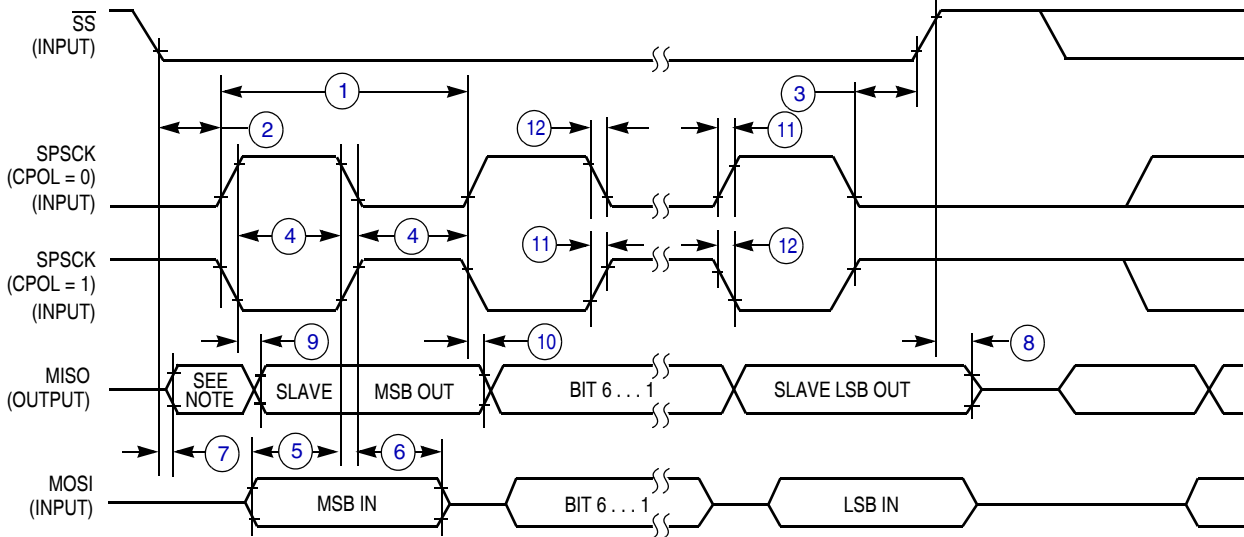 SS
(INPUT)
1
3
2
12
11
SPSCK
(CPOL = 0)
(INPUT)
4
4
11
12
SPSCK
(CPOL = 1)
(INPUT)
9
10
8
MISO
(OUTPUT)
SEE
NOTE
SLAVE
MSB OUT
BIT 6 . . . 1
SLAVE LSB OUT
7
5
6
MOSI
(INPUT)
MSB IN
BIT 6 . . . 1
LSB IN